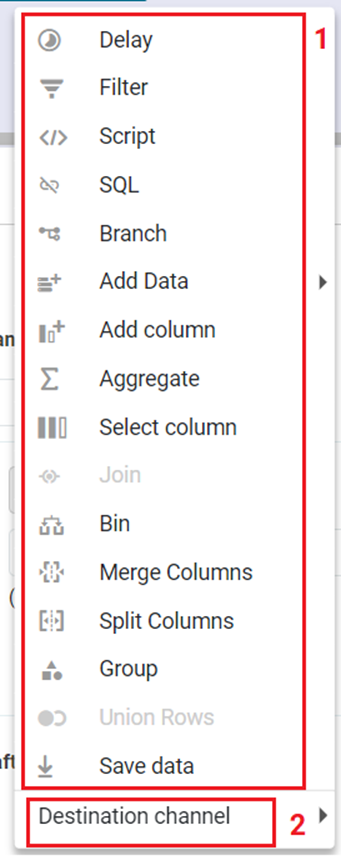 Delay
1
Filter
Script
SQL
Branch
Add Data
an
Add column
Aggregate
Select column
Join
Bin
Merge Columns
(
Split Columns
Group
Union Rows
aft
Save data
Destination channel
2